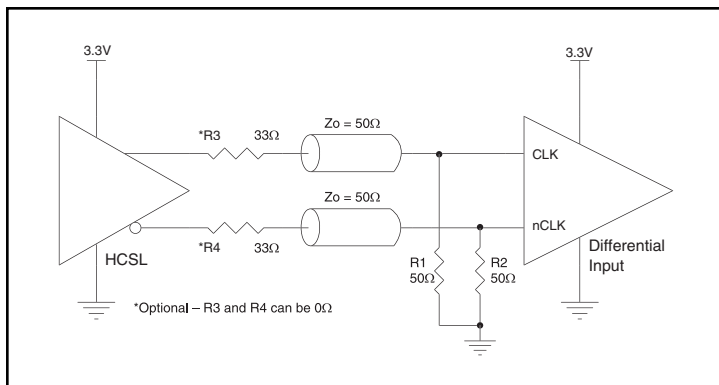 3.3V
3.3V
*R3
33Ω
Zo = 50Ω
CLK
Zo = 50Ω
nCLK
*R4
33Ω
HCSL
R1
50Ω
R2
50Ω
Differential
Input
*Optional – R3 and R4 can be 0Ω